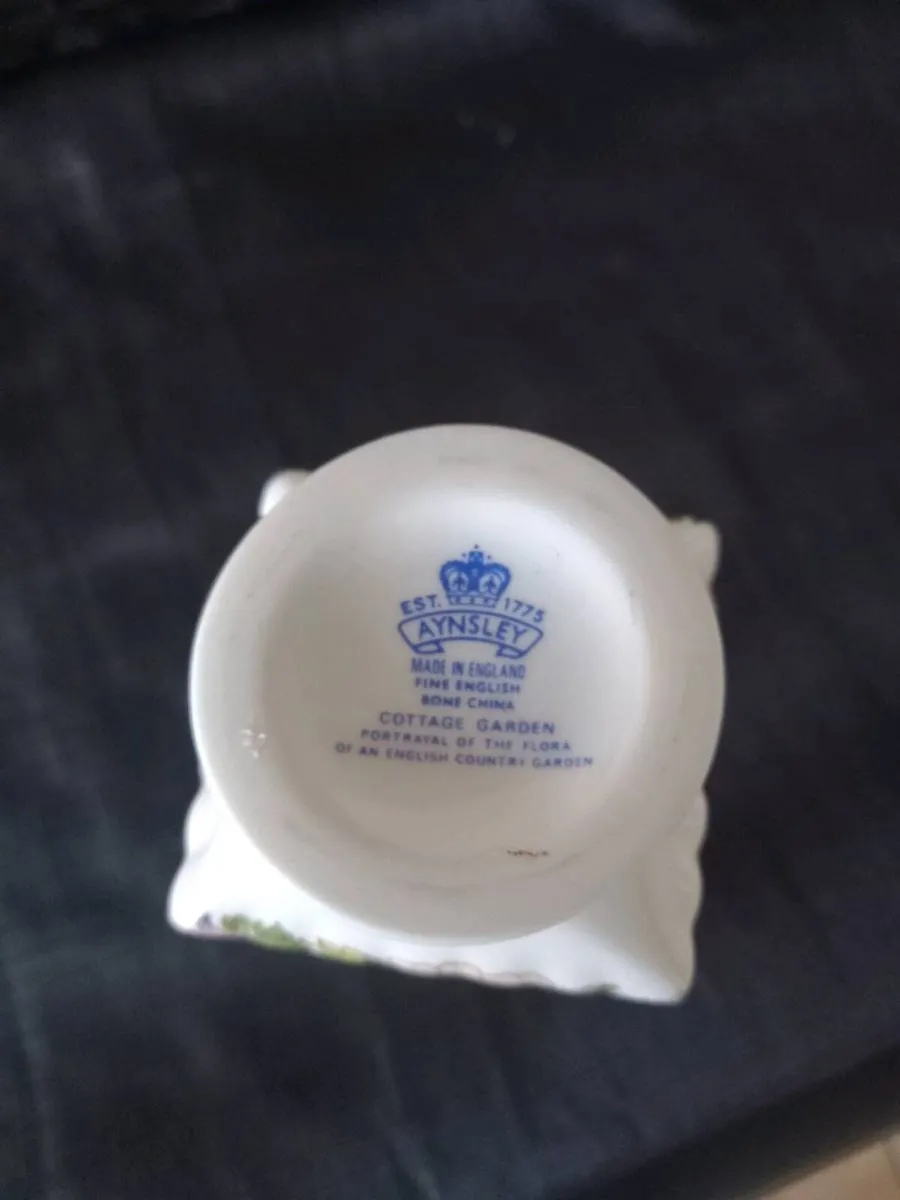 EST. 1775
AYNSLEY
MADE IN ENGLAND
FINE ENGLISH
BONE CHINA
COTTAGE GARDEN
PORTRAYAL OF THE FLORA
OF AN ENGLISH COUNTRY GARDEN